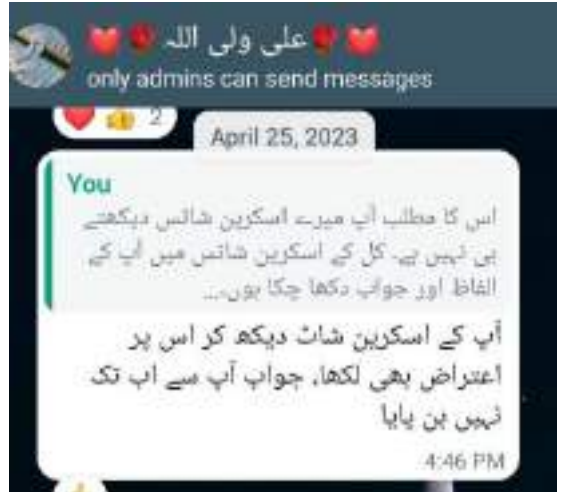 علی ولی اللہ
only admins can send messages
2
April 25, 2023
You
اس کا مطلب آپ میرے اسکرین شاٹس دیکھتے
ہی نہیں ہے۔ کل کے اسکرین شاٹس میں آپ کے
الفاظ اور جواب دکھا چکا ہوں۔...
آپ کے اسکرین شاٹ دیکھ کر اس پر
اعتراض بھی لکھا، جواب آپ سے اب تک
نہیں بن پایا
4:46 PM